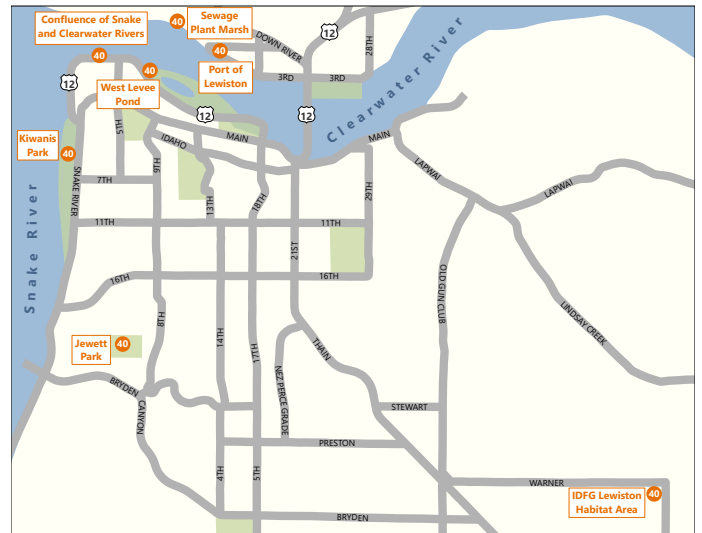 Confluence of Snake
and Clearwater Rivers
40
Sewage
Plant Marsh
40
DOWN RIVER
12
28TH
40
Port of
Lewiston
3RD
3RD
12
West Levee
Pond
40
12
12
Clearwater River
5TH
IDAHO
MAIN
MAIN
Kiwanis
Park
40
SNAKE RIVER
7TH
9TH
13TH
18TH
29TH
LAPWAI
LAPWAI
Snake River
11TH
11TH
21ST
16TH
16TH
OLD GUN CLUB
LINDSAY CREEK
8TH
14TH
17TH
THAIN
Jewett
Park
40
NEZ PERCE GRADE
BRYDEN
CANYON
STEWART
PRESTON
4TH
5TH
WARNER
IDFG Lewiston
Habitat Area
40
BRYDEN